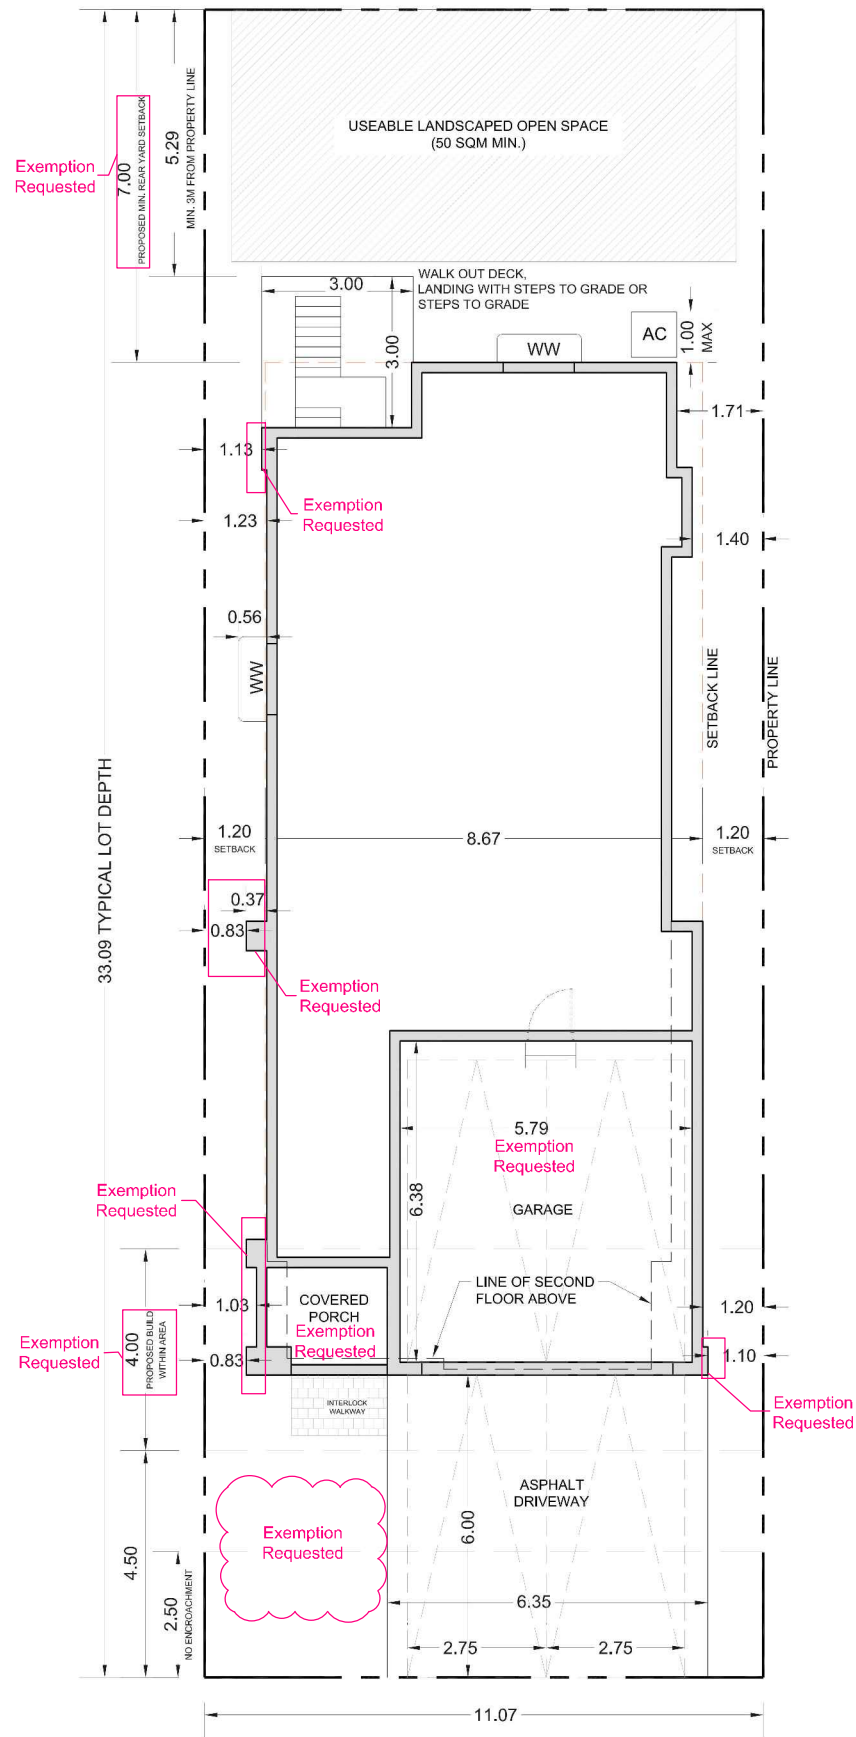 USEABLE LANDSCAPED OPEN SPACE
(50 SQM MIN.)
5.29
MIN. 3M FROM PROPERTY LINE
7.00
PROPOSED MIN. REAR YARD SETBACK
Exemption
Requested
WALK OUT DECK,
LANDING WITH STEPS TO GRADE OR
STEPS TO GRADE
3.00
3.00
WW
AC
1.00
MAX
1.71
1.13
Exemption
Requested
1.23
1.40
0.56
WW
SETBACK LINE
PROPERTY LINE
33.09 TYPICAL LOT DEPTH
1.20
SETBACK
8.67
1.20
SETBACK
0.37
0.83
Exemption
Requested
5.79
Exemption
Requested
6.38
GARAGE
Exemption
Requested
LINE OF SECOND
FLOOR ABOVE
COVERED
PORCH
Exemption
Requested
1.03
1.20
Exemption
Requested
4.00
PROPOSED BUILD
WITHIN AREA
0.83
1.10
Exemption
Requested
INTERLOCK
WALKWAY
ASPHALT
DRIVEWAY
6.00
Exemption
Requested
4.50
2.50
NO ENCROACHMENT
6.35
2.75
2.75
11.07